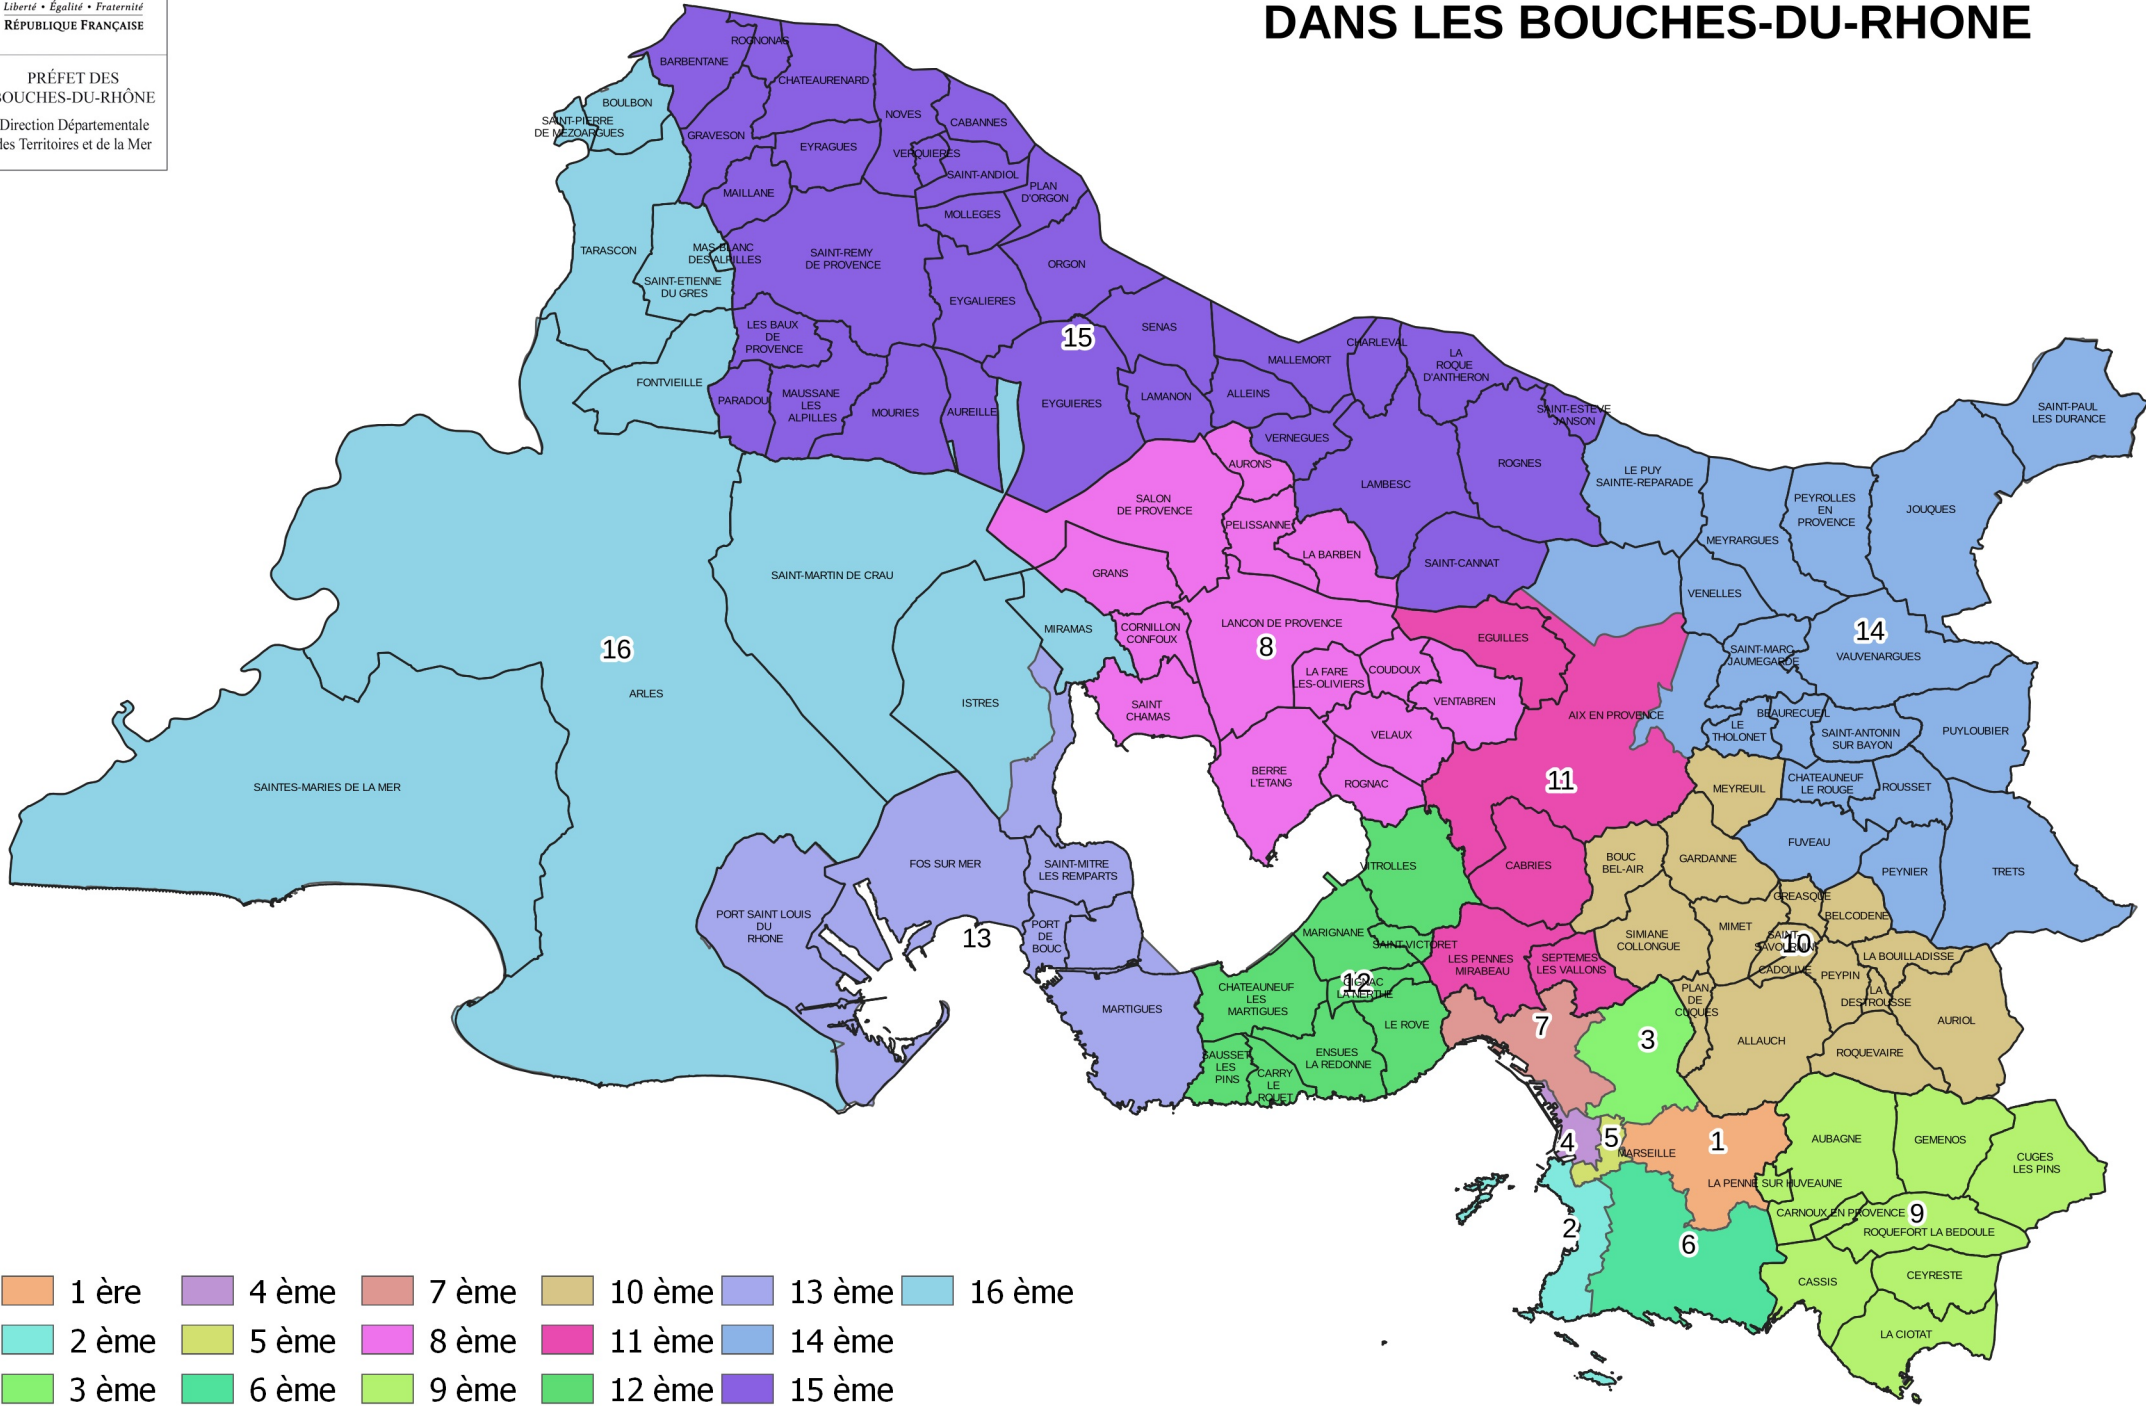 Liberté • Égalité • Fraternité
RÉPUBLIQUE FRANÇAISE
PRÉFET DES
BOUCHES-DU-RHÔNE
Direction Départementale
des Territoires et de la Mer
DANS LES BOUCHES-DU-RHONE
BARBENTANE
ROGNONAS
CHATEAURENARD
BOULBON
SAINT-PIERRE
DE MEZOARGUES
GRAVESON
NOVES
CABANNES
EYRAGUES
VERQUIERES
SAINT-ANDIOL
MAILLANE
PLAN
D'ORGON
MOLLEGES
TARASCON
MAS-BLANC
DES ALPILLES
SAINT-REMY
DE PROVENCE
ORGON
SAINT-ETIENNE
DU GRES
EYGALIERES
LES BAUX
DE
PROVENCE
15
SENAS
MALLEMORT
CHARLEVAL
LA
ROQUE
D'ANTHERON
FONTVIEILLE
PARADOU
MAUSSANE
LES
ALPILLES
MOURIES
AUREILLE
EYGUIERES
LAMANON
ALLEINS
SAINT-ESTEVE
JANSON
SAINT-PAUL
LES DURANCE
VERNEGUES
AURONS
LAMBESC
ROGNES
LE PUY
SAINTE-REPARADE
SALON
DE PROVENCE
PELISSANNE
PEYROLLES
EN
PROVENCE
JOUQUES
MEYRARGUES
LA BARBEN
SAINT-CANNAT
SAINT-MARTIN DE CRAU
GRANS
VENELLES
MIRAMAS
CORNILLON
CONFOUX
LANCON DE PROVENCE
EGUILLES
14
16
8
SAINT-MARC
JAUMEGARDE
VAUVENARGUES
ARLES
ISTRES
LA FARE
LES-OLIVIERS
COUDOUX
VENTABREN
SAINT
CHAMAS
AIX EN PROVENCE
BEAURECUEIL
LE
THOLONET
SAINT-ANTONIN
SUR BAYON
PUYLOUBIER
VELAUX
SAINTES-MARIES DE LA MER
BERRE
L'ETANG
ROGNAC
11
MEYREUIL
CHATEAUNEUF
LE ROUGE
ROUSSET
FOS SUR MER
SAINT-MITRE
LES REMPARTS
VITROLLES
CABRIES
BOUC
BEL-AIR
GARDANNE
FUVEAU
PEYNIER
TRETS
PORT SAINT LOUIS
DU
RHONE
13
PORT
DE
BOUC
MARIGNANE
SAINT-VICTORET
GREASQUE
BELCODENE
MIMET
SIMIANE
COLLONGUE
SAINT
SAVOURNIN
10
LES PENNES
MIRABEAU
SEPTEMES
LES VALLONS
LA BOUILLADISSE
CADOLIVE
PEYPIN
12
GIGNAC
LA NERTHE
CHATEAUNEUF
LES
MARTIGUES
MARTIGUES
PLAN
DE
CUQUES
LA
DESTROUSSE
AURIOL
LE ROVE
7
3
ALLAUCH
ROQUEVAIRE
SAUSSET
LES
PINS
CARRY
LE
ROUET
ENSUES
LA REDONNE
4
5
MARSEILLE
1
AUBAGNE
GEMENOS
CUGES
LES PINS
LA PENNE SUR HUVEAUNE
CARNOUX EN PROVENCE
9
ROQUEFORT LA BEDOULE
2
6
CASSIS
CEYRESTE
LA CIOTAT
1 ère
4 ème
7 ème
10 ème
13 ème
16 ème
2 ème
5 ème
8 ème
11 ème
14 ème
3 ème
6 ème
9 ème
12 ème
15 ème